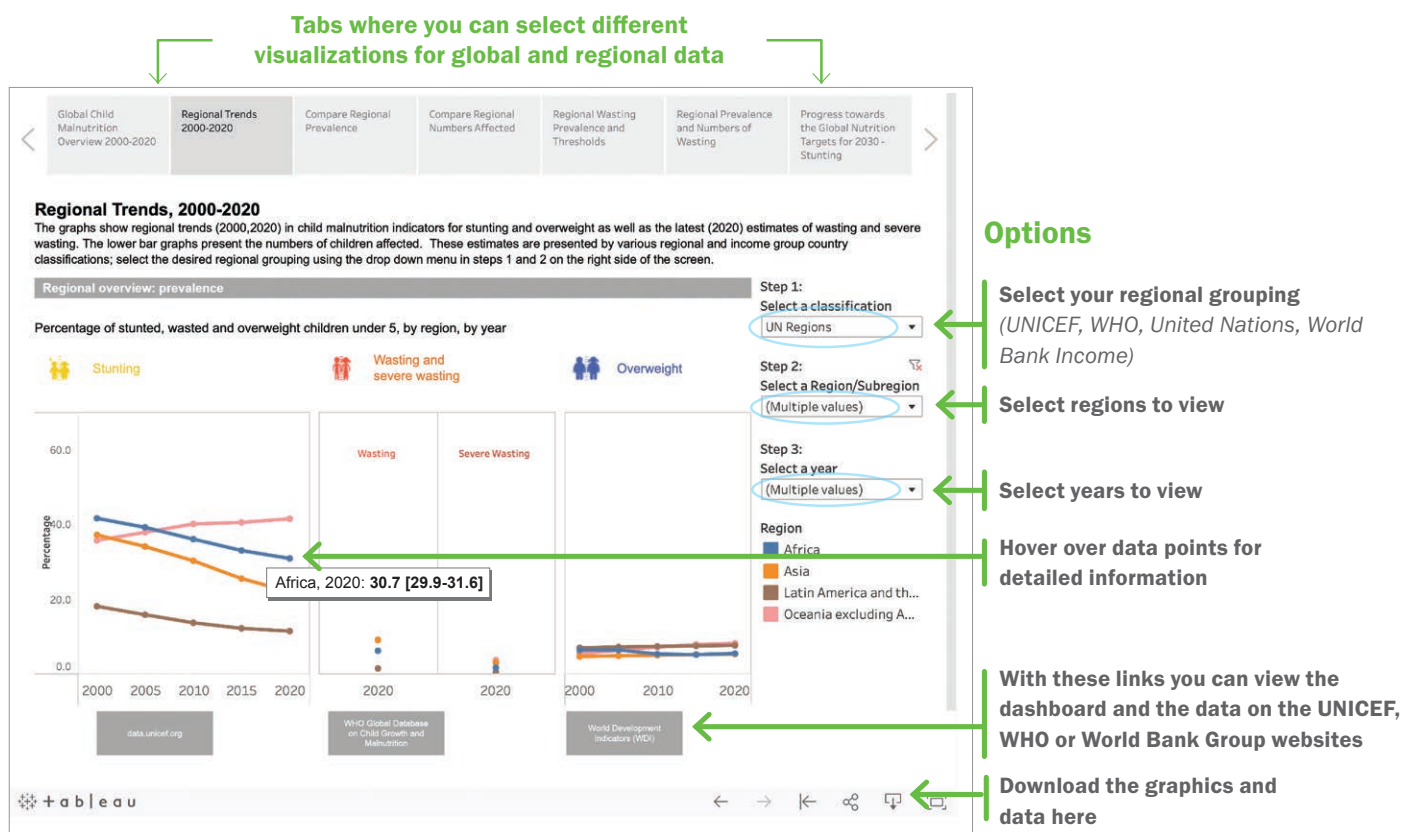 Tabs where you can select different
visualizations for global and regional data
Global Child
Malnutrition
Overview 2000-2020
Regional Trends
2000-2020
Compare Regional
Prevalence
Compare Regional
Numbers Affected
Regional Wasting
Prevalence and
Thresholds
Regional Prevalence
and Numbers of
Wasting
Progress towards
the Global Nutrition
Targets for 2030 -
Stunting
Regional Trends, 2000-2020
The graphs show regional trends (2000,2020) in child malnutrition indicators for stunting and overweight as well as the latest (2020) estimates of wasting and severe
wasting. The lower bar graphs present the numbers of children affected. These estimates are presented by various regional and income group country
classifications; select the desired regional grouping using the drop down menu in steps 1 and 2 on the right side of the screen.
Regional overview: prevalence
Percentage of stunted, wasted and overweight children under 5, by region, by year
Stunting
Wasting and
severe wasting
Overweight
Percentage
60.0
40.0
20.0
0.0
Wasting
Severe Wasting
Africa, 2020: 30.7 [29.9-31.6]
2000 2005 2010 2015 2020
2020
2020
2000 2010 2020
data.unicef.org
WHO Global Database
on Child Growth and
Malnutrition
World Development
Indicators (WDI)
Step 1:
Select a classification
UN Regions
Step 2:
Select a Region/Subregion
(Multiple values)
Step 3:
Select a year
(Multiple values)
Region
Africa
Asia
Latin America and th...
Oceania excluding A...
+ a b l e a u
Options
Select your regional grouping
(UNICEF, WHO, United Nations, World
Bank Income)
Select regions to view
Select years to view
Hover over data points for
detailed information
With these links you can view the
dashboard and the data on the UNICEF,
WHO or World Bank Group websites
Download the graphics and
data here